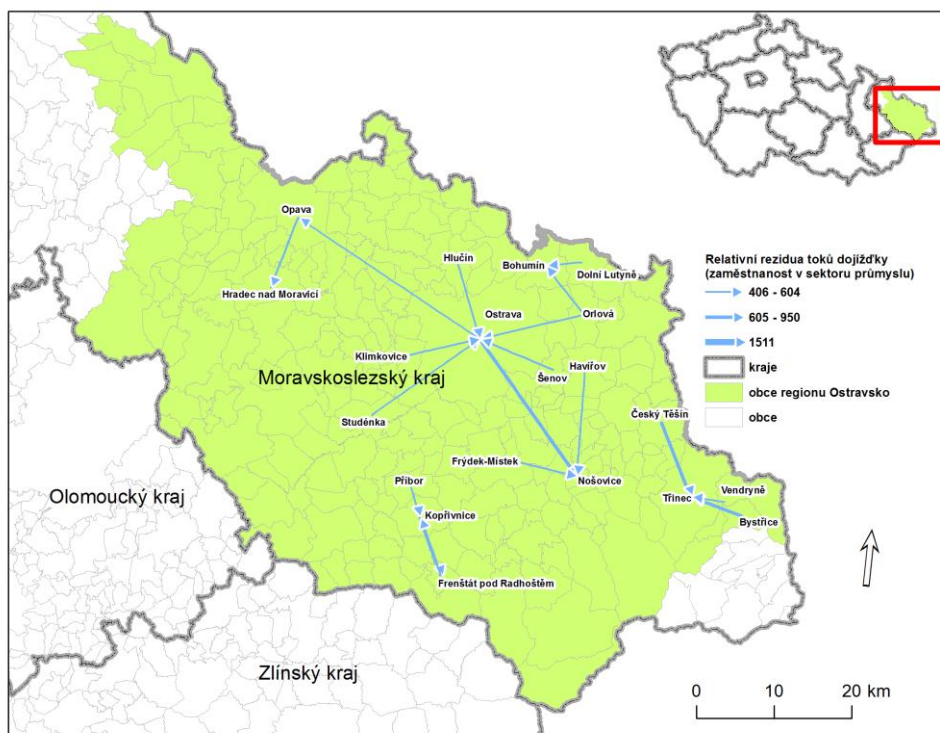 Opava
Hlučín
Bohumín
Dolní Lutyně
Hradec nad Moravicí
Ostrava
Orlová
Klimkovice
Moravskoslezský kraj
Šenov
Havířov
Studénka
Český Těšín
Frýdek-Místek
Nošovice
Příbor
Vendryně
Třinec
Olomoucký kraj
Kopřivnice
Bystřice
Frenštát pod Radhoštěm
Zlínský kraj
Relativní rezidua toků dojížďky
(zaměstnanost v sektoru průmyslu)
406 - 604
605 - 950
1511
kraje
obce regionu Ostravsko
obce
0 10 20 km